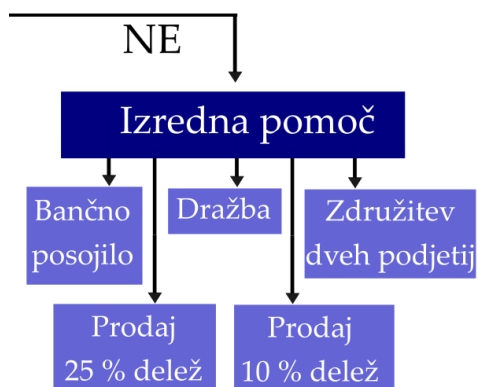 NE
Izredna pomoč
Bančno
posojilo
Dražba
Združitev
dveh podjetij
Prodaj
25 % delež
Prodaj
10 % delež